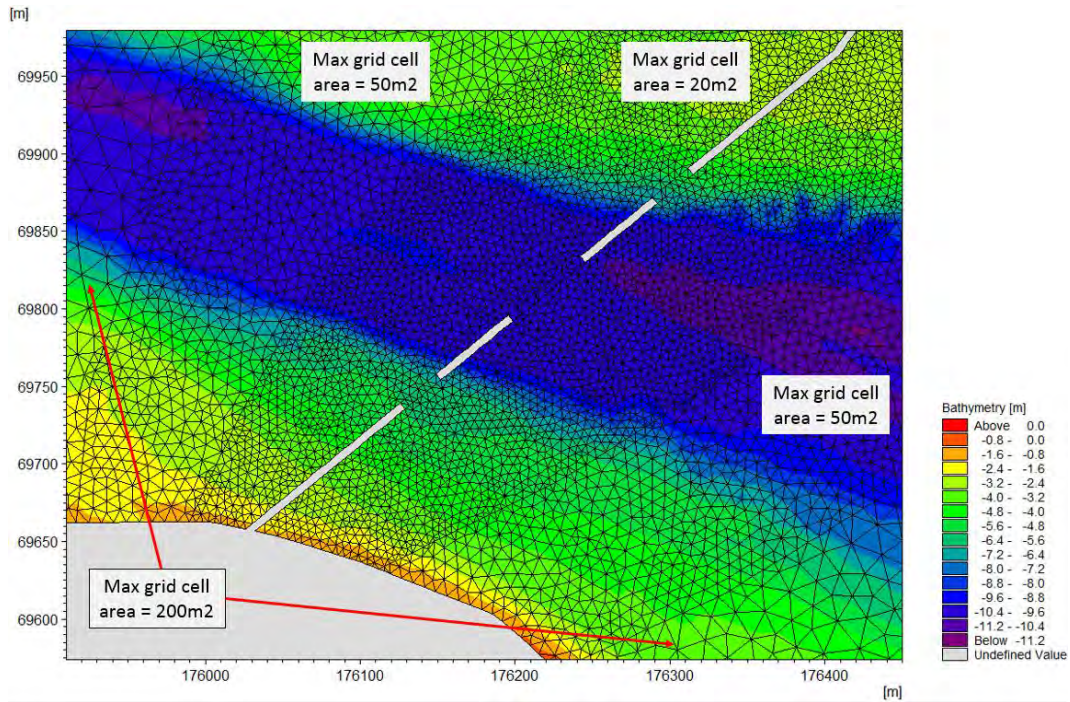 [m]
Max grid cell
area = 50m2
Max grid cell
area = 20m2
69950
69900
69850
69800
69750
69700
69650
69600
Max grid cell
area = 50m2
Max grid cell
area = 200m2
176000
176100
176200
176300
176400
[m]
Bathymetry [m]
Above 0.0
-0.8 - 0.0
-1.6 - -0.8
-2.4 - -1.6
-3.2 - -2.4
-4.0 - -3.2
-4.8 - -4.0
-5.6 - -4.8
-6.4 - -5.6
-7.2 - -6.4
-8.0 - -7.2
-8.8 - -8.0
-9.6 - -8.8
-10.4 - -9.6
-11.2 - -10.4
Below -11.2
Undefined Value